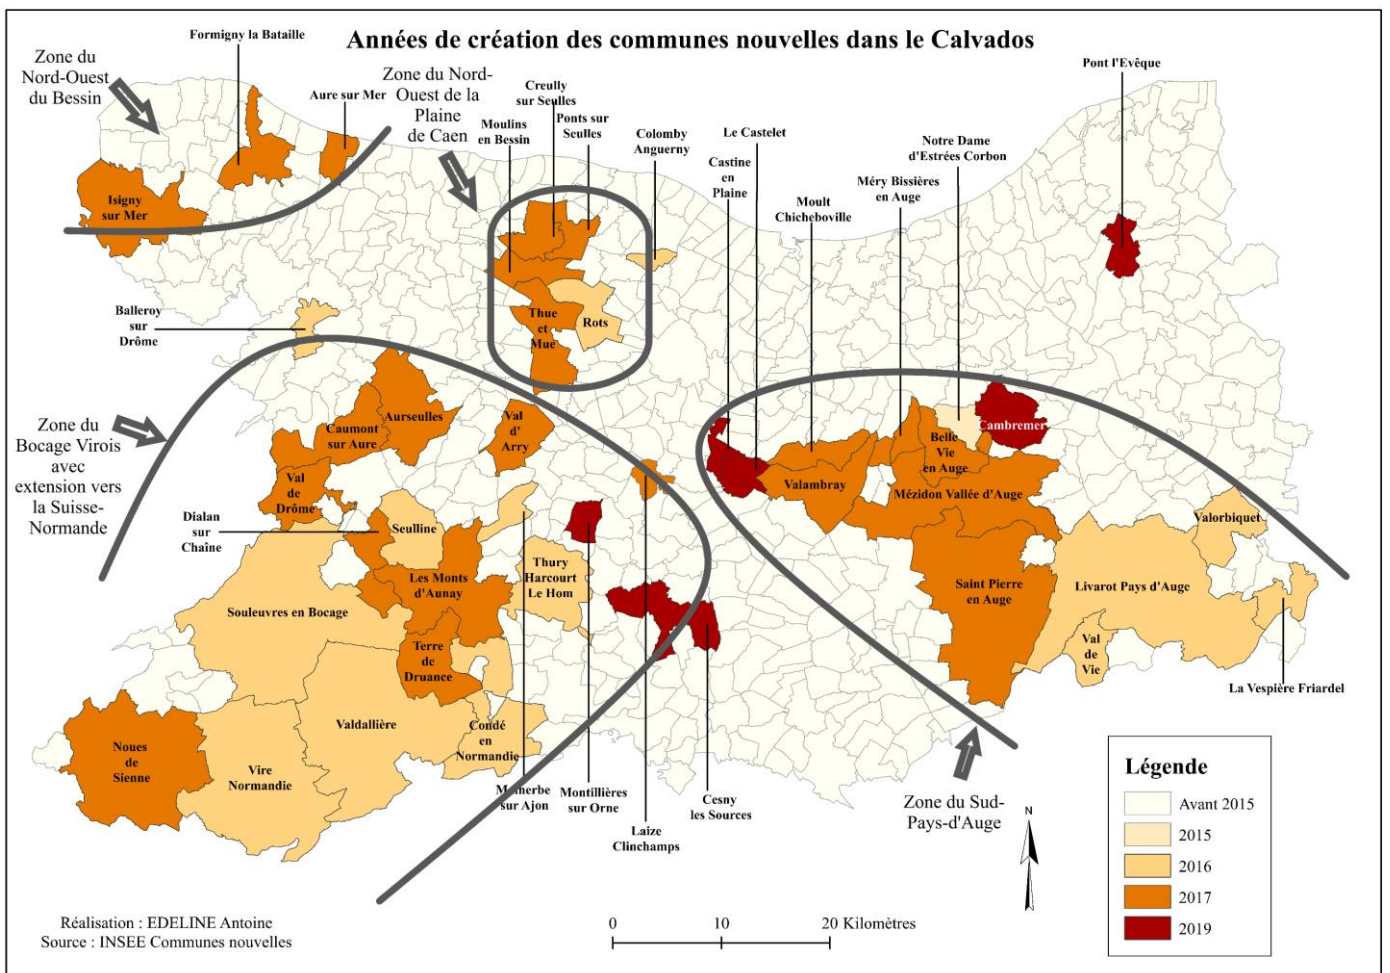 Années de création des communes nouvelles dans le Calvados
Formigny la Bataille
Zone du
Nord-Ouest
du Bessin
Aure sur Mer
Zone du Nord-
Ouest de la
Plaine
de Caen
Creully
sur Seulles
Moulins
en Bessin
Ponts sur
Seulles
Colomby
Anguerny
Le Castelet
Castine
en
Plaine
Moult
Chicheboville
Méry Bissières
en Auge
Notre Dame
d'Estrées Corbon
Pont l'Evêque
Isigny
sur Mer
Balleroy
sur
Drôme
Thue
et
Mue
Rots
Zone du
Bocage Virois
avec
extension vers
la Suisse-
Normande
Caumont
sur Aure
Aurseulles
Val
d'
Arry
Cambremer
Belle
Vie
en Auge
Valambray
Mézidon Vallée d'Auge
Val
de
Drôme
Dialan
sur
Chaîne
Seulline
Valorbiquet
Thury
Harcourt
Le Hom
Les Monts
d'Aunay
Souleuvres en Bocage
Saint Pierre
en Auge
Livarot Pays d'Auge
Terre
de
Druance
Val
de
Vie
La Vespière Friardel
Valdallière
Condé
en
Normandie
Noues
de
Sienne
Vire
Normandie
Malherbe
sur Ajon
Montillières
sur Orne
Laize
Clinchamps
Cesny
les Sources
Zone du Sud-
Pays-d'Auge
N
Légende
Avant 2015
2015
2016
2017
2019
Réalisation : EDELINE Antoine
Source : INSEE Communes nouvelles
0 10 20 Kilomètres